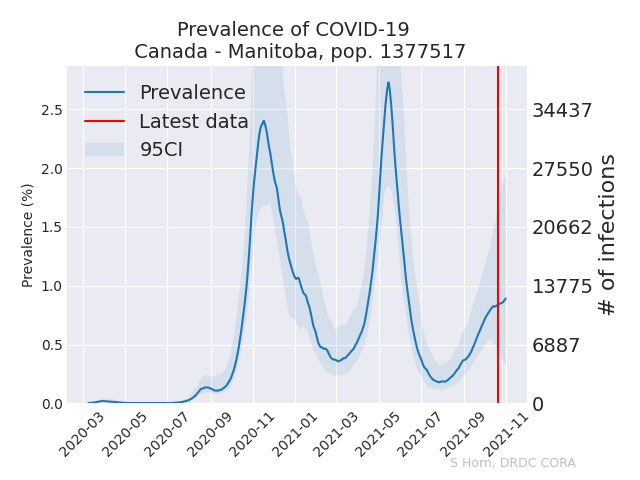 Prevalence of COVID-19
Canada - Manitoba, pop. 1377517
Prevalence
Latest data
95CI
Prevalence (%)
2.5
2.0
1.5
1.0
0.5
0.0
34437
27550
20662
13775
6887
0
# of infections
2020-03
2020-05
2020-07
2020-09
2020-11
2021-01
2021-03
2021-05
2021-07
2021-09
2021-11
S Horn, DRDC CORA